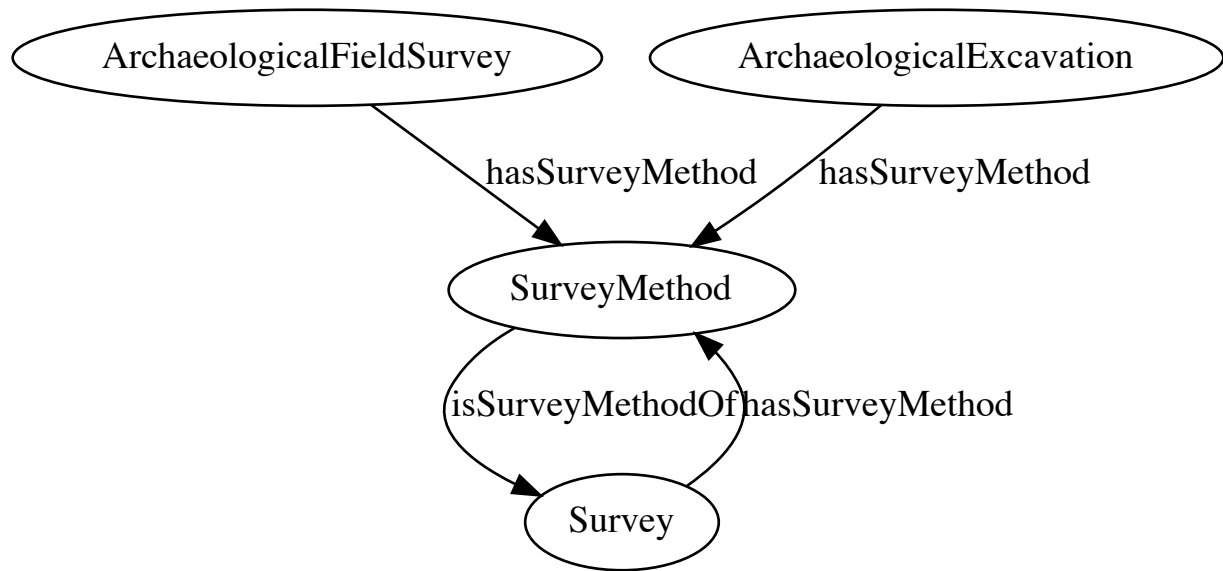 ArchaeologicalFieldSurvey
ArchaeologicalExcavation
hasSurveyMethod
hasSurveyMethod
SurveyMethod
isSurveyMethodOf
hasSurveyMethod
Survey